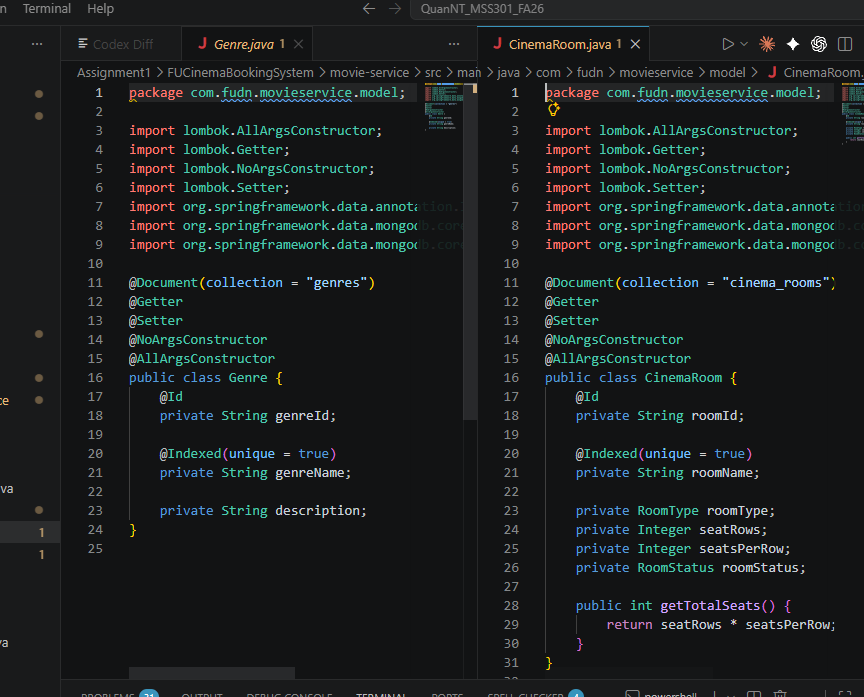 Terminal Help
QuanNT_MSS301_FA26
Codex Diff
Genre.java 1
Assignment1 > FUCinemaBookingSystem > movie-service > src > main
1 package com.fudn.movieservice.model;
2
3 import lombok.AllArgsConstructor;
4 import lombok.Getter;
5 import lombok.NoArgsConstructor;
6 import lombok.Setter;
7 import org.springframework.data.annotation.
8 import org.springframework.data.mongodb.core
9 import org.springframework.data.mongodb.core
10
11 @Document(collection = "genres")
12 @Getter
13 @Setter
14 @NoArgsConstructor
15 @AllArgsConstructor
16 public class Genre {
17 @Id
18 private String genreId;
19
20 @Indexed(unique = true)
21 private String genreName;
22
23 private String description;
24 }
25
CinemaRoom.java 1
java > com > fudn > movieservice > model > CinemaRoom.
1 package com.fudn.movieservice.model;
2
3 import lombok.AllArgsConstructor;
4 import lombok.Getter;
5 import lombok.NoArgsConstructor;
6 import lombok.Setter;
7 import org.springframework.data.annotation
8 import org.springframework.data.mongodb.co
9 import org.springframework.data.mongodb.co
10
11 @Document(collection = "cinema_rooms")
12 @Getter
13 @Setter
14 @NoArgsConstructor
15 @AllArgsConstructor
16 public class CinemaRoom {
17 @Id
18 private String roomId;
19
20 @Indexed(unique = true)
21 private String roomName;
22
23 private RoomType roomType;
24 private Integer seatRows;
25 private Integer seatsPerRow;
26 private RoomStatus roomStatus;
27
28 public int getTotalSeats() {
29 return seatRows * seatsPerRow;
30 }
31 }
ce
va
1
1
va
PROBLEMS 21 OUTPUT DEBUG CONSOLE TERMINAL PORTS SPELL CHECKER 4 powershell